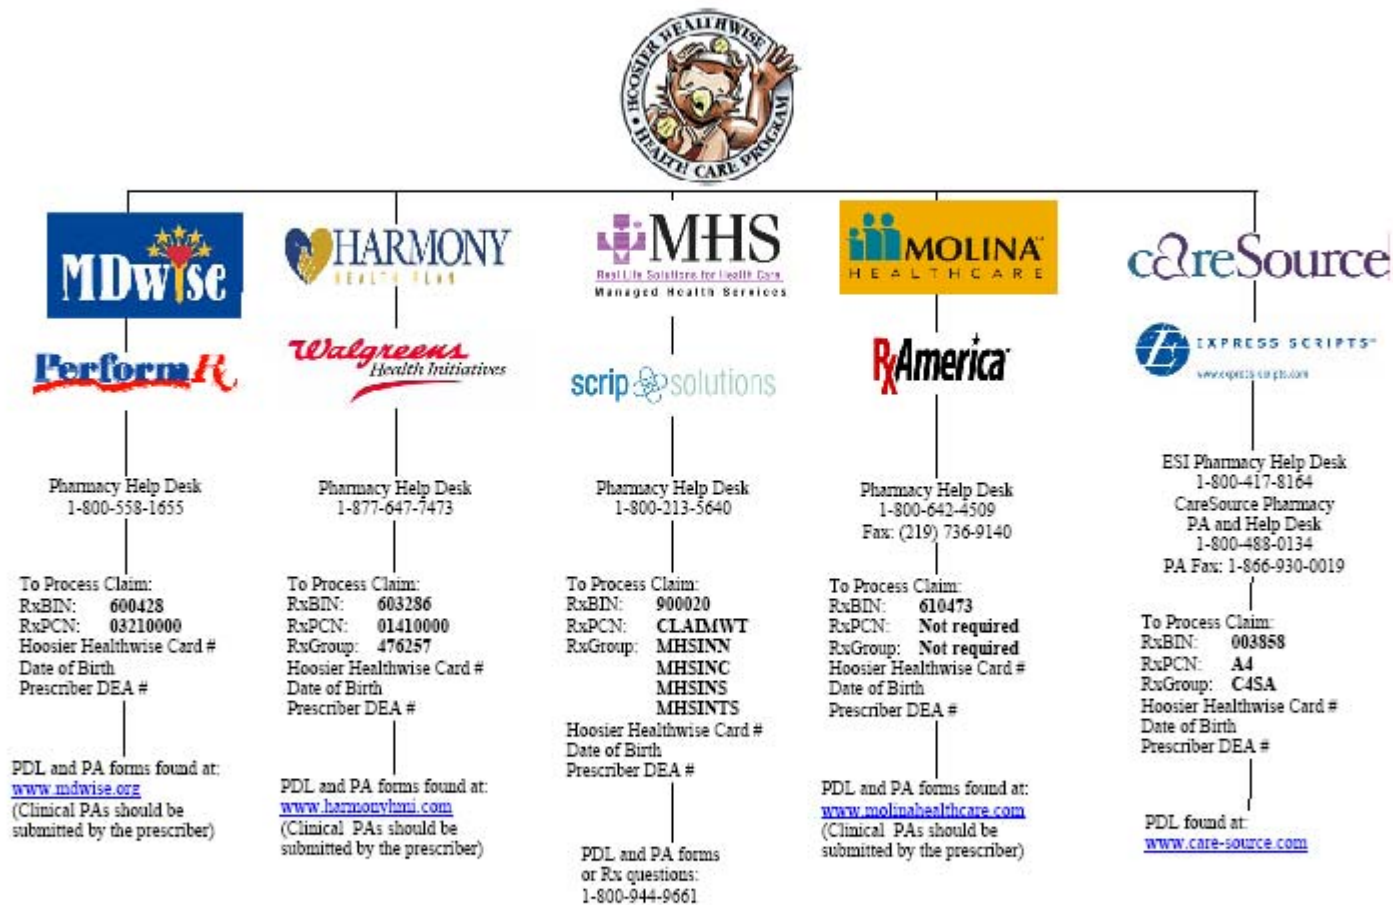 HOOSIER HEALTHWISE
• HEALTH CARE PROGRAM
MDwise
PerformRx
Pharmacy Help Desk
1-800-558-1655
To Process Claim:
RxBIN: 600428
RxPCN: 03210000
Hoosier Healthwise Card #
Date of Birth
Prescriber DEA #
PDL and PA forms found at:
www.mdwise.org
(Clinical PAs should be
submitted by the prescriber)
HARMONY
HEALTH PLAN
Walgreens
Health Initiatives
Pharmacy Help Desk
1-877-647-7473
To Process Claim:
RxBIN: 603286
RxPCN: 01410000
RxGroup: 476257
Hoosier Healthwise Card #
Date of Birth
Prescriber DEA #
PDL and PA forms found at:
www.harmonyhmi.com
(Clinical PAs should be
submitted by the prescriber)
MHS
Real Life Solutions for Health Care
Managed Health Services
scrip solutions
Pharmacy Help Desk
1-800-213-5640
To Process Claim:
RxBIN: 900020
RxPCN: CLAIMWT
RxGroup: MHSINN
MHSINC
MHSINS
MHSINTS
Hoosier Healthwise Card #
Date of Birth
Prescriber DEA #
PDL and PA forms
or Rx questions:
1-800-944-9661
MOLINA™
HEALTHCARE
RxAmerica
Pharmacy Help Desk
1-800-642-4509
Fax: (219) 736-9140
To Process Claim:
RxBIN: 610473
RxPCN: Not required
RxGroup: Not required
Hoosier Healthwise Card #
Date of Birth
Prescriber DEA #
PDL and PA forms found at:
www.molinahealthcare.com
(Clinical PAs should be
submitted by the prescriber)
careSource
EXPRESS SCRIPTS®
www.express-scripts.com
ESI Pharmacy Help Desk
1-800-417-8164
CareSource Pharmacy
PA and Help Desk
1-800-488-0134
PA Fax: 1-866-930-0019
To Process Claim:
RxBIN: 003858
RxPCN: A4
RxGroup: C4SA
Hoosier Healthwise Card #
Date of Birth
Prescriber DEA #
PDL found at:
www.care-source.com